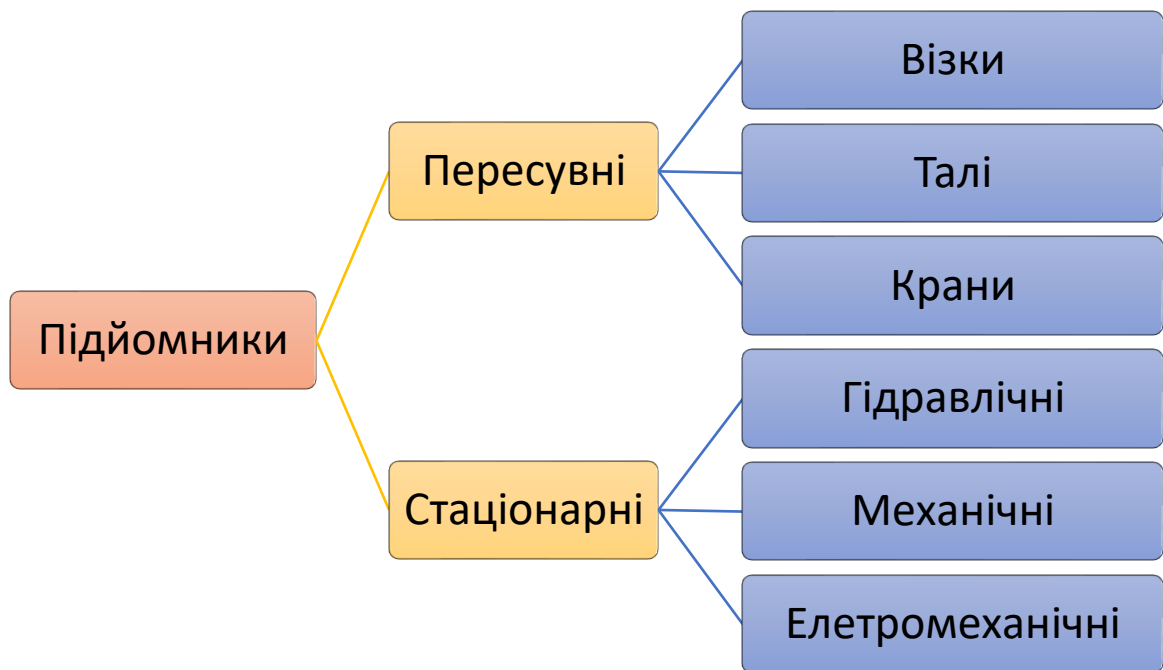 Підйомники
Пересувні
Візки
Талі
Крани
Стаціонарні
Гідравлічні
Механічні
Елетромеханічні